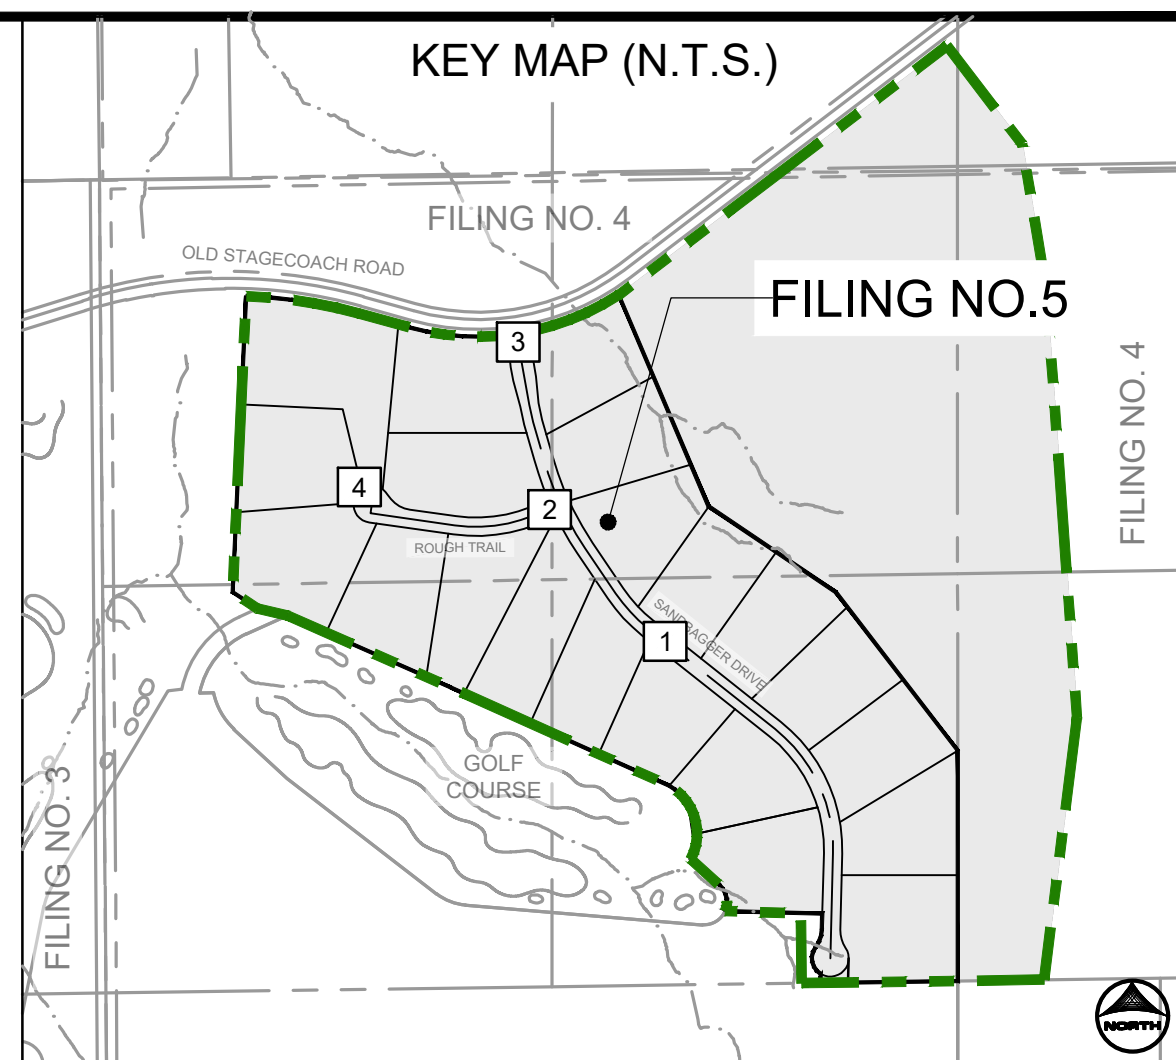 KEY MAP (N.T.S.)
FILING NO. 4
OLD STAGECOACH ROAD
FILING NO.5
3
FILING NO. 4
4
2
ROUGH TRAIL
SANDBAGGER DRIVE
1
GOLF
COURSE
FILING NO. 3
NORTH